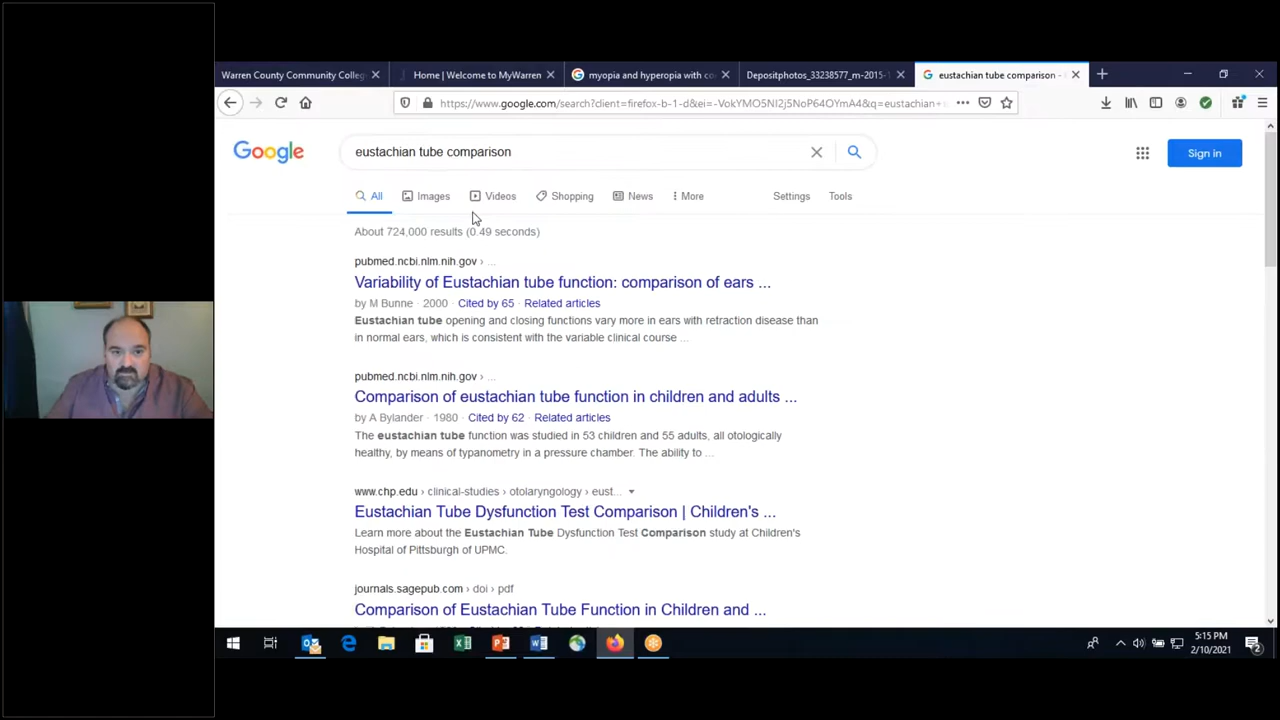 Warren County Community Colleg
Home | Welcome to MyWarren
myopia and hyperopia with co
Depositphotos_33238577_m-2015-
eustachian tube comparison -
https://www.google.com/search?client=firefox-b-1-d&ei=-VokYMO5NI2j5NoP64OYmA4&q=eustachian
Google
eustachian tube comparison
Sign in
All
Images
Videos
Shopping
News
More
Settings
Tools
About 724,000 results (0.49 seconds)
pubmed.ncbi.nlm.nih.gov › ...
Variability of Eustachian tube function: comparison of ears ...
by M Bunne · 2000 Cited by 65 · Related articles
Eustachian tube opening and closing functions vary more in ears with retraction disease than
in normal ears, which is consistent with the variable clinical course ...
pubmed.ncbi.nlm.nih.gov › ...
Comparison of eustachian tube function in children and adults ...
by A Bylander · 1980 · Cited by 62 · Related articles
The eustachian tube function was studied in 53 children and 55 adults, all otologically
healthy, by means of typanometry in a pressure chamber. The ability to ...
www.chp.edu › clinical-studies › otolaryngology › eust...
Eustachian Tube Dysfunction Test Comparison | Children's ...
Learn more about the Eustachian Tube Dysfunction Test Comparison study at Children's
Hospital of Pittsburgh of UPMC.
journals.sagepub.com › doi › pdf
Comparison of Eustachian Tube Function in Children and ...
5:15 PM
2/10/2021
2